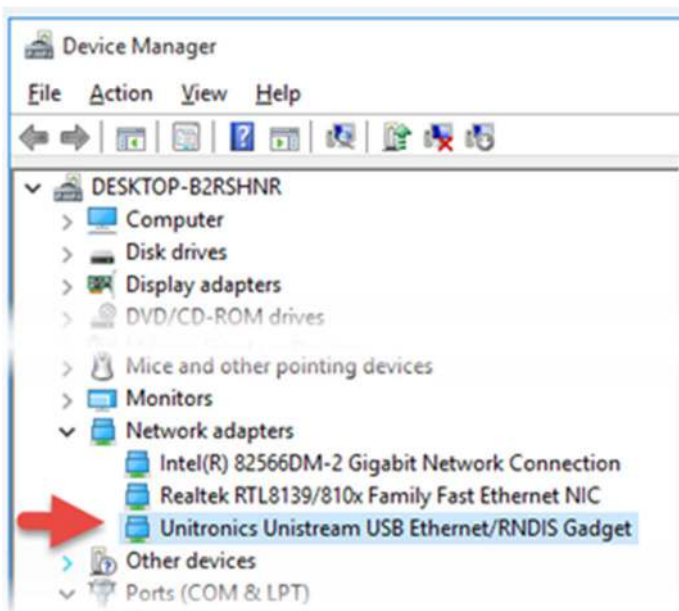 Device Manager
File Action View Help
DESKTOP-B2RSHNR
Computer
Disk drives
Display adapters
DVD/CD-ROM drives
Mice and other pointing devices
Monitors
Network adapters
Intel(R) 82566DM-2 Gigabit Network Connection
Realtek RTL8139/810x Family Fast Ethernet NIC
Unitronics Unistream USB Ethernet/RNDIS Gadget
Other devices
Ports (COM & LPT)